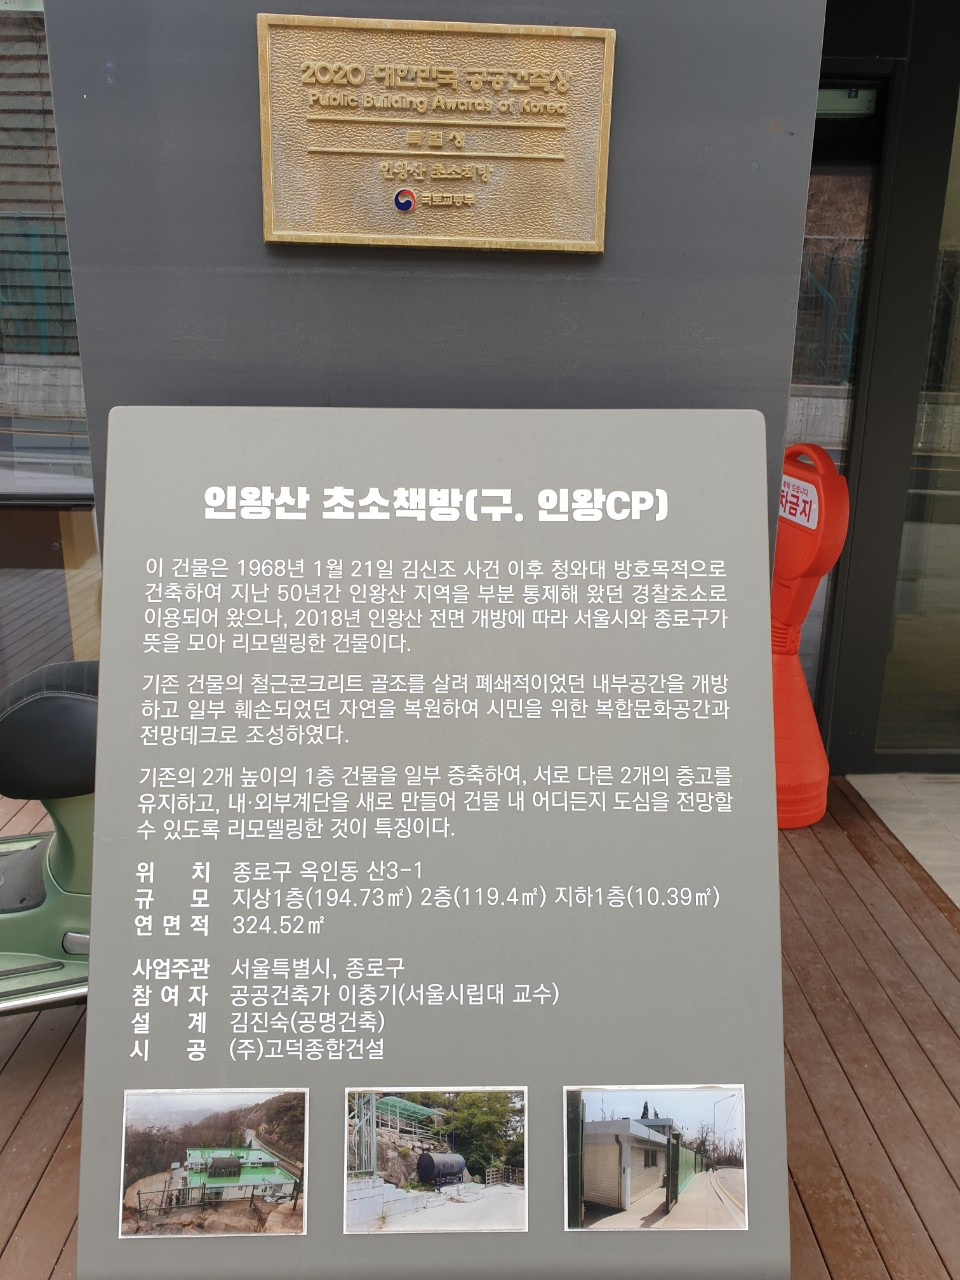 2020 대한민국 공공건축상
Public Building Awards of Korea
특별상
인왕산 초소책방
국토교통부
인왕산 초소책방(구. 인왕CP)
이 건물은 1968년 1월 21일 김신조 사건 이후 청와대 방호목적으로
건축하여 지난 50년간 인왕산 지역을 부분 통제해 왔던 경찰초소로
이용되어 왔으나, 2018년 인왕산 전면 개방에 따라 서울시와 종로구가
뜻을 모아 리모델링한 건물이다.
기존 건물의 철근콘크리트 골조를 살려 폐쇄적이었던 내부공간을 개방
하고 일부 훼손되었던 자연을 복원하여 시민을 위한 복합문화공간과
전망데크로 조성하였다.
기존의 2개 높이의 1층 건물을 일부 증축하여, 서로 다른 2개의 층고를
유지하고, 내·외부계단을 새로 만들어 건물 내 어디든지 도심을 전망할
수 있도록 리모델링한 것이 특징이다.
위 치 종로구 옥인동 산3-1
규 모 지상1층(194.73㎡) 2층(119.4㎡) 지하1층(10.39㎡)
연 면 적 324.52㎡
사업주관 서울특별시, 종로구
참 여 자 공공건축가 이충기(서울시립대 교수)
설 계 김진숙(공명건축)
시 공 (주)고덕종합건설
드립니다
차금지